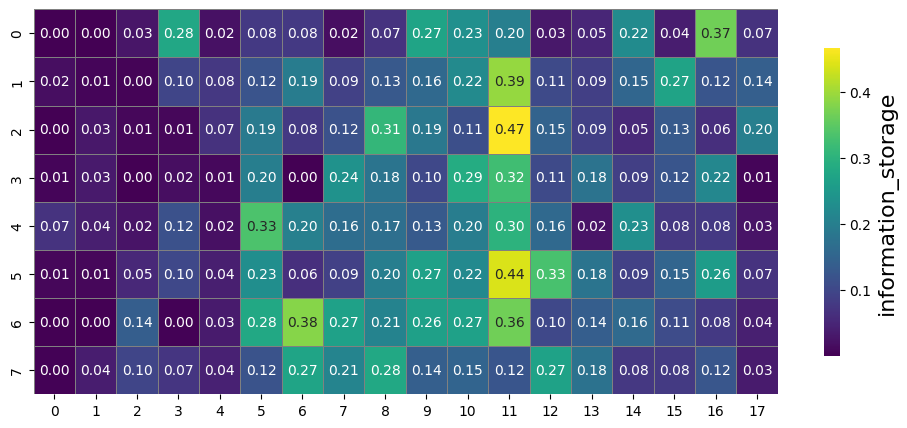 0 0.00 0.00 0.03 0.28 0.02 0.08 0.08 0.02 0.07 0.27 0.23 0.20 0.03 0.05 0.22 0.04 0.37 0.07
1 0.02 0.01 0.00 0.10 0.08 0.12 0.19 0.09 0.13 0.16 0.22 0.39 0.11 0.09 0.15 0.27 0.12 0.14
2 0.00 0.03 0.01 0.01 0.07 0.19 0.08 0.12 0.31 0.19 0.11 0.47 0.15 0.09 0.05 0.13 0.06 0.20
3 0.01 0.03 0.00 0.02 0.01 0.20 0.00 0.24 0.18 0.10 0.29 0.32 0.11 0.18 0.09 0.12 0.22 0.01
4 0.07 0.04 0.02 0.12 0.02 0.33 0.20 0.16 0.17 0.13 0.20 0.30 0.16 0.02 0.23 0.08 0.08 0.03
5 0.01 0.01 0.05 0.10 0.04 0.23 0.06 0.09 0.20 0.27 0.22 0.44 0.33 0.18 0.09 0.15 0.26 0.07
6 0.00 0.00 0.14 0.00 0.03 0.28 0.38 0.27 0.21 0.26 0.27 0.36 0.10 0.14 0.16 0.11 0.08 0.04
7 0.00 0.04 0.10 0.07 0.04 0.12 0.27 0.21 0.28 0.14 0.15 0.12 0.27 0.18 0.08 0.08 0.12 0.03
0 1 2 3 4 5 6 7 8 9 10 11 12 13 14 15 16 17
0.4
0.3
0.2
0.1
information_storage